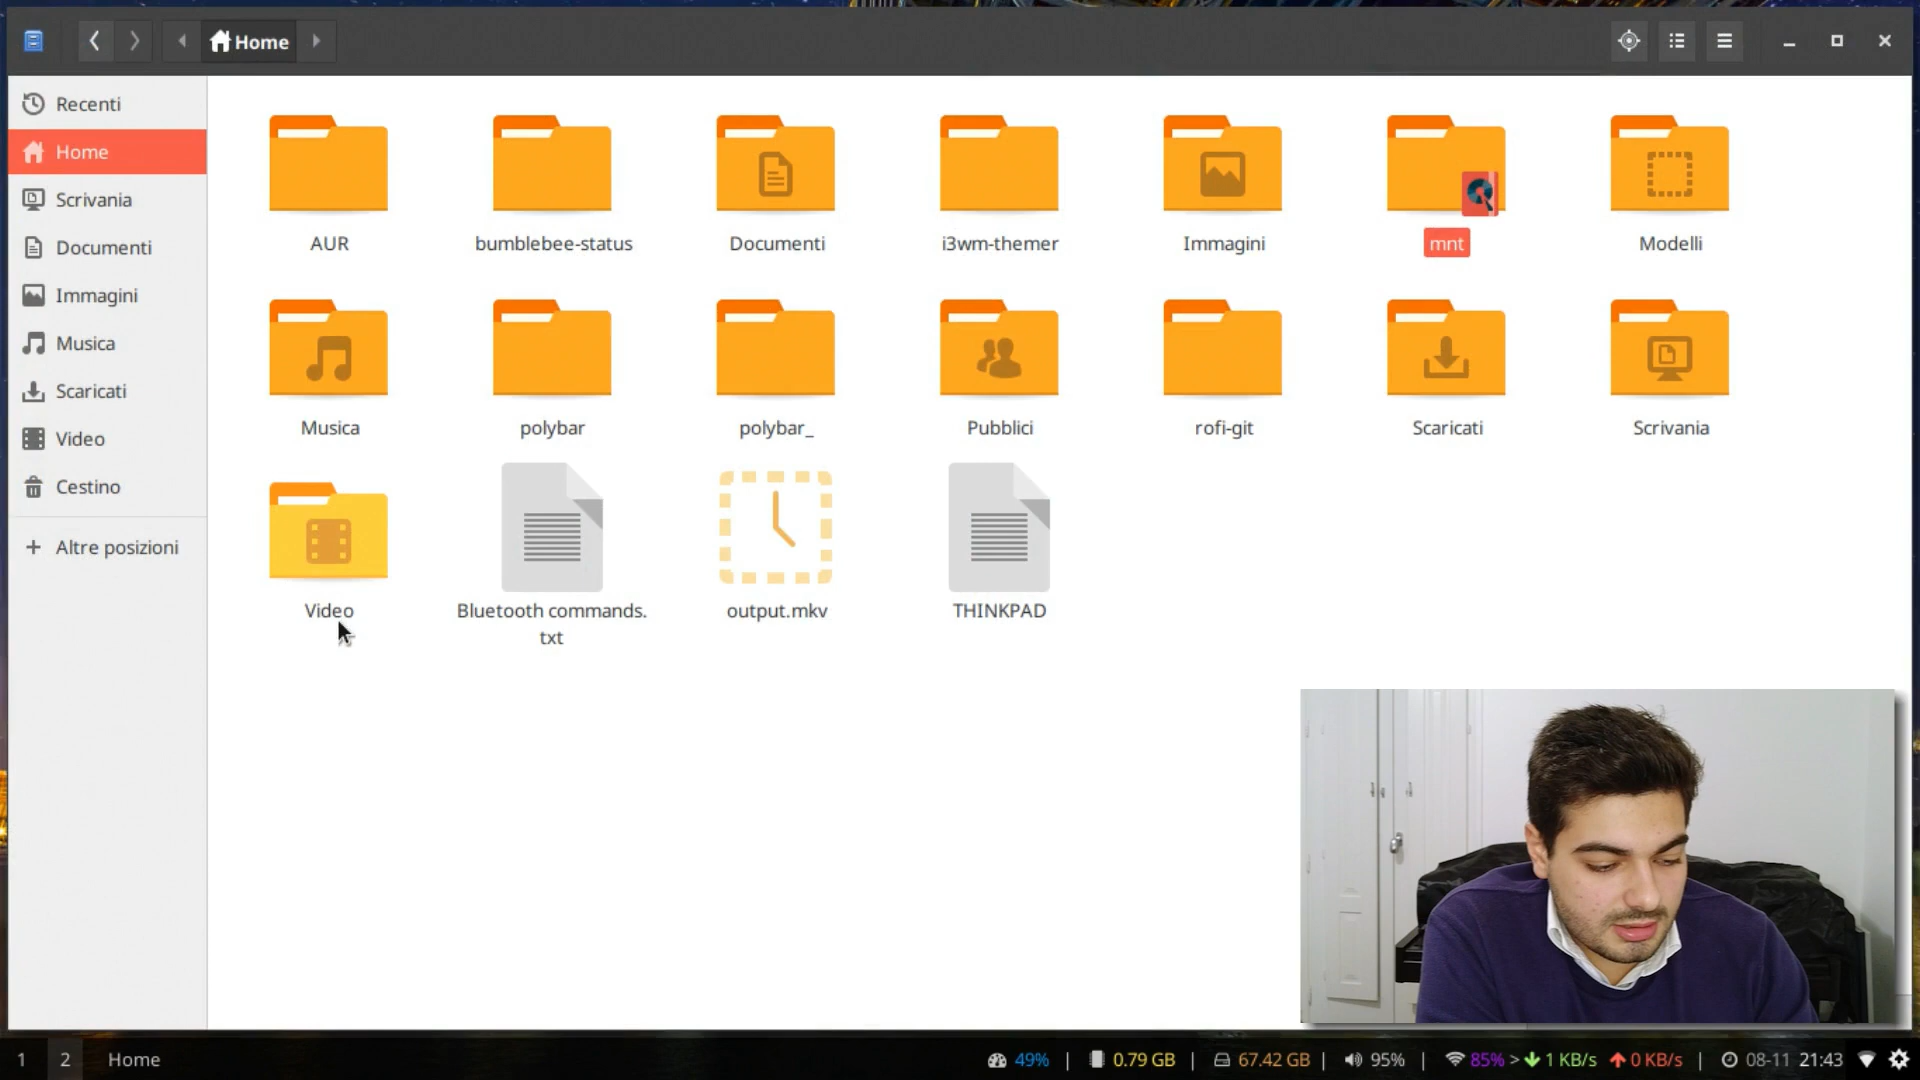 Home
Recenti
Home
Scrivania
Documenti
Immagini
Musica
Scaricati
Video
Cestino
+ Altre posizioni
AUR
bumblebee-status
Documenti
i3wm-themer
Immagini
mnt
Modelli
Musica
polybar
polybar_
Pubblici
rofi-git
Scaricati
Scrivania
Video
Bluetooth commands.
txt
output.mkv
THINKPAD
1 2 Home 49% | 0.79 GB | 67.42 GB | 95% | 85% > 1 KB/s 0 KB/s | 08-11 21:43